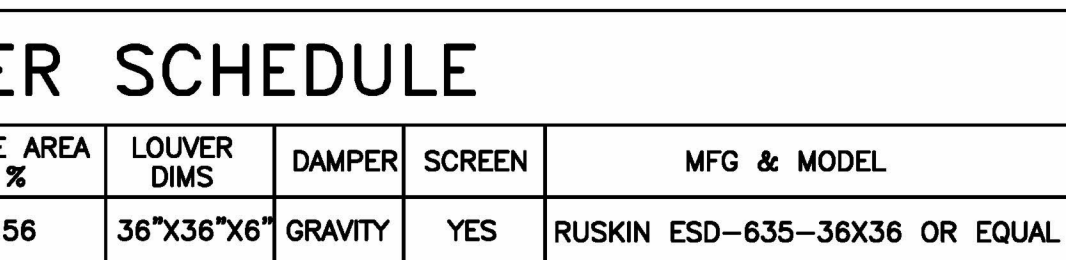 ER SCHEDULE
E AREA %
LOUVER DIMS
DAMPER
SCREEN
MFG & MODEL
56
36"X36"X6"
GRAVITY
YES
RUSKIN ESD-635-36X36 OR EQUAL